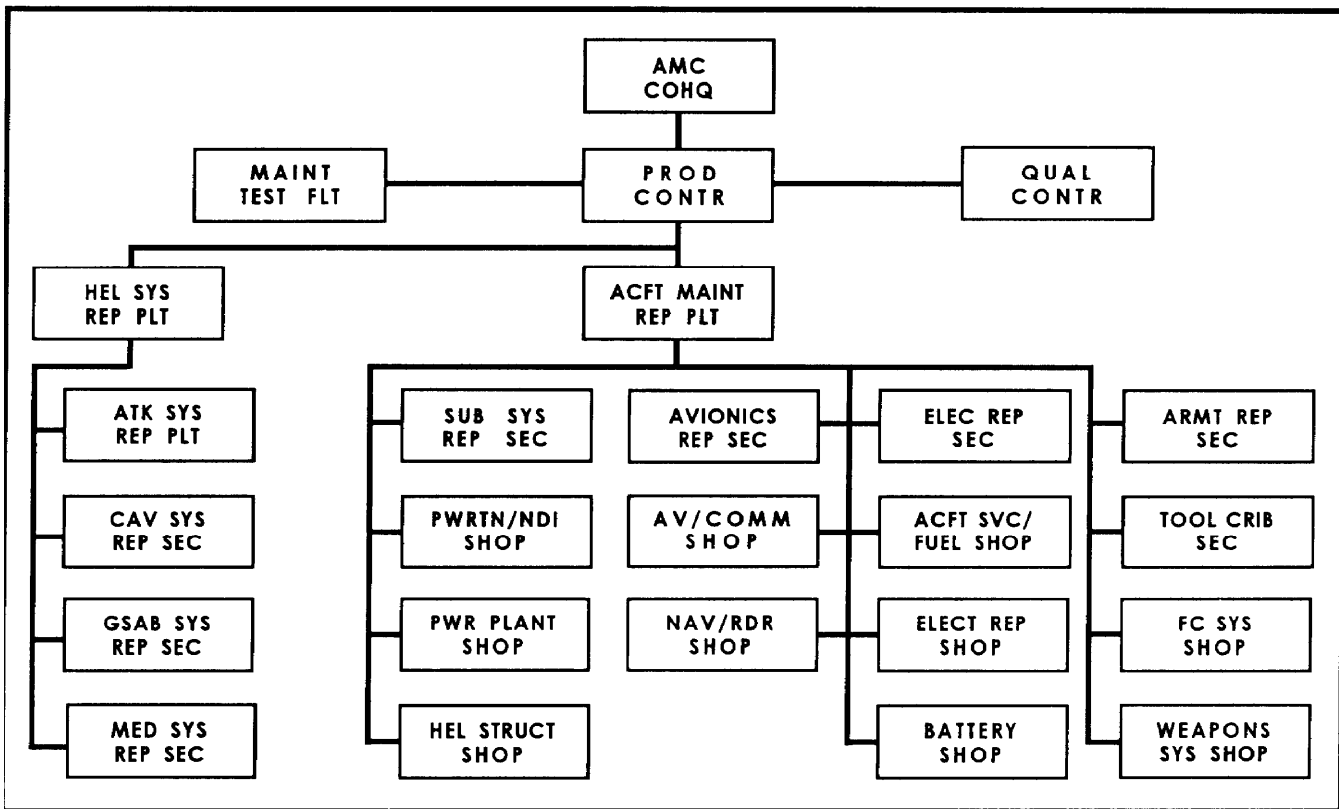 AMC
COHQ
MAINT
TEST FLT
PROD
CONTR
QUAL
CONTR
HEL SYS
REP PLT
ACFT MAINT
REP PLT
ATK SYS
REP PLT
SUB SYS
REP SEC
AVIONICS
REP SEC
ELEC REP
SEC
ARMT REP
SEC
CAV SYS
REP SEC
PWRTN/NDI
SHOP
AV/COMM
SHOP
ACFT SVC/
FUEL SHOP
TOOL CRIB
SEC
GSAB SYS
REP SEC
PWR PLANT
SHOP
NAV/RDR
SHOP
ELECT REP
SHOP
FC SYS
SHOP
MED SYS
REP SEC
HEL STRUCT
SHOP
BATTERY
SHOP
WEAPONS
SYS SHOP